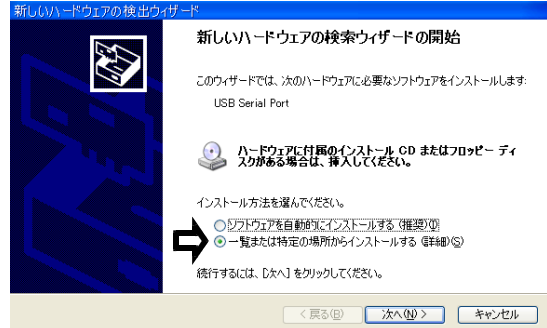 新しいハードウェアの検出ウィザード
新しいハードウェアの検索ウィザードの開始
このウィザードでは、次のハードウェアに必要なソフトウェアをインストールします:
USB Serial Port
ハードウェアに付属のインストール CD またはフロッピー ディ
スクがある場合は、挿入してください。
インストール方法を選んでください。
ソフトウェアを自動的にインストールする (推奨)(I)
一覧または特定の場所からインストールする (詳細)(S)
続行するには、[次へ] をクリックしてください。
< 戻る(B)
次へ(N) >
キャンセル